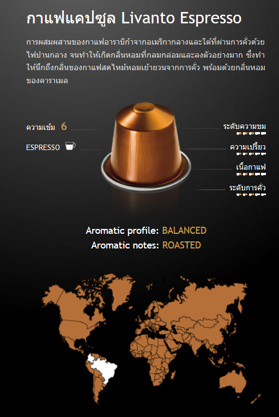 กาแฟแคปซูล Livanto Espresso
การผสมผสานของกาแฟอาราบิก้าจากอเมริกากลางและใต้ที่ผ่านการคั่วด้วย
ไฟปานกลาง จนทำให้เกิดกลิ่นหอมที่กลมกล่อมและลงตัวอย่างมาก ซึ่งทำ
ให้นึกถึงกลิ่นของกาแฟสดใหม่หอมเย้ายวนจากการคั่ว พร้อมด้วยกลิ่นหอม
ของคาราเมล
ความเข้ม 6
ระดับความขม
ESPRESSO
ความเปรี้ยว
เนื้อกาแฟ
ระดับการคั่ว
Aromatic profile: BALANCED
Aromatic notes: ROASTED